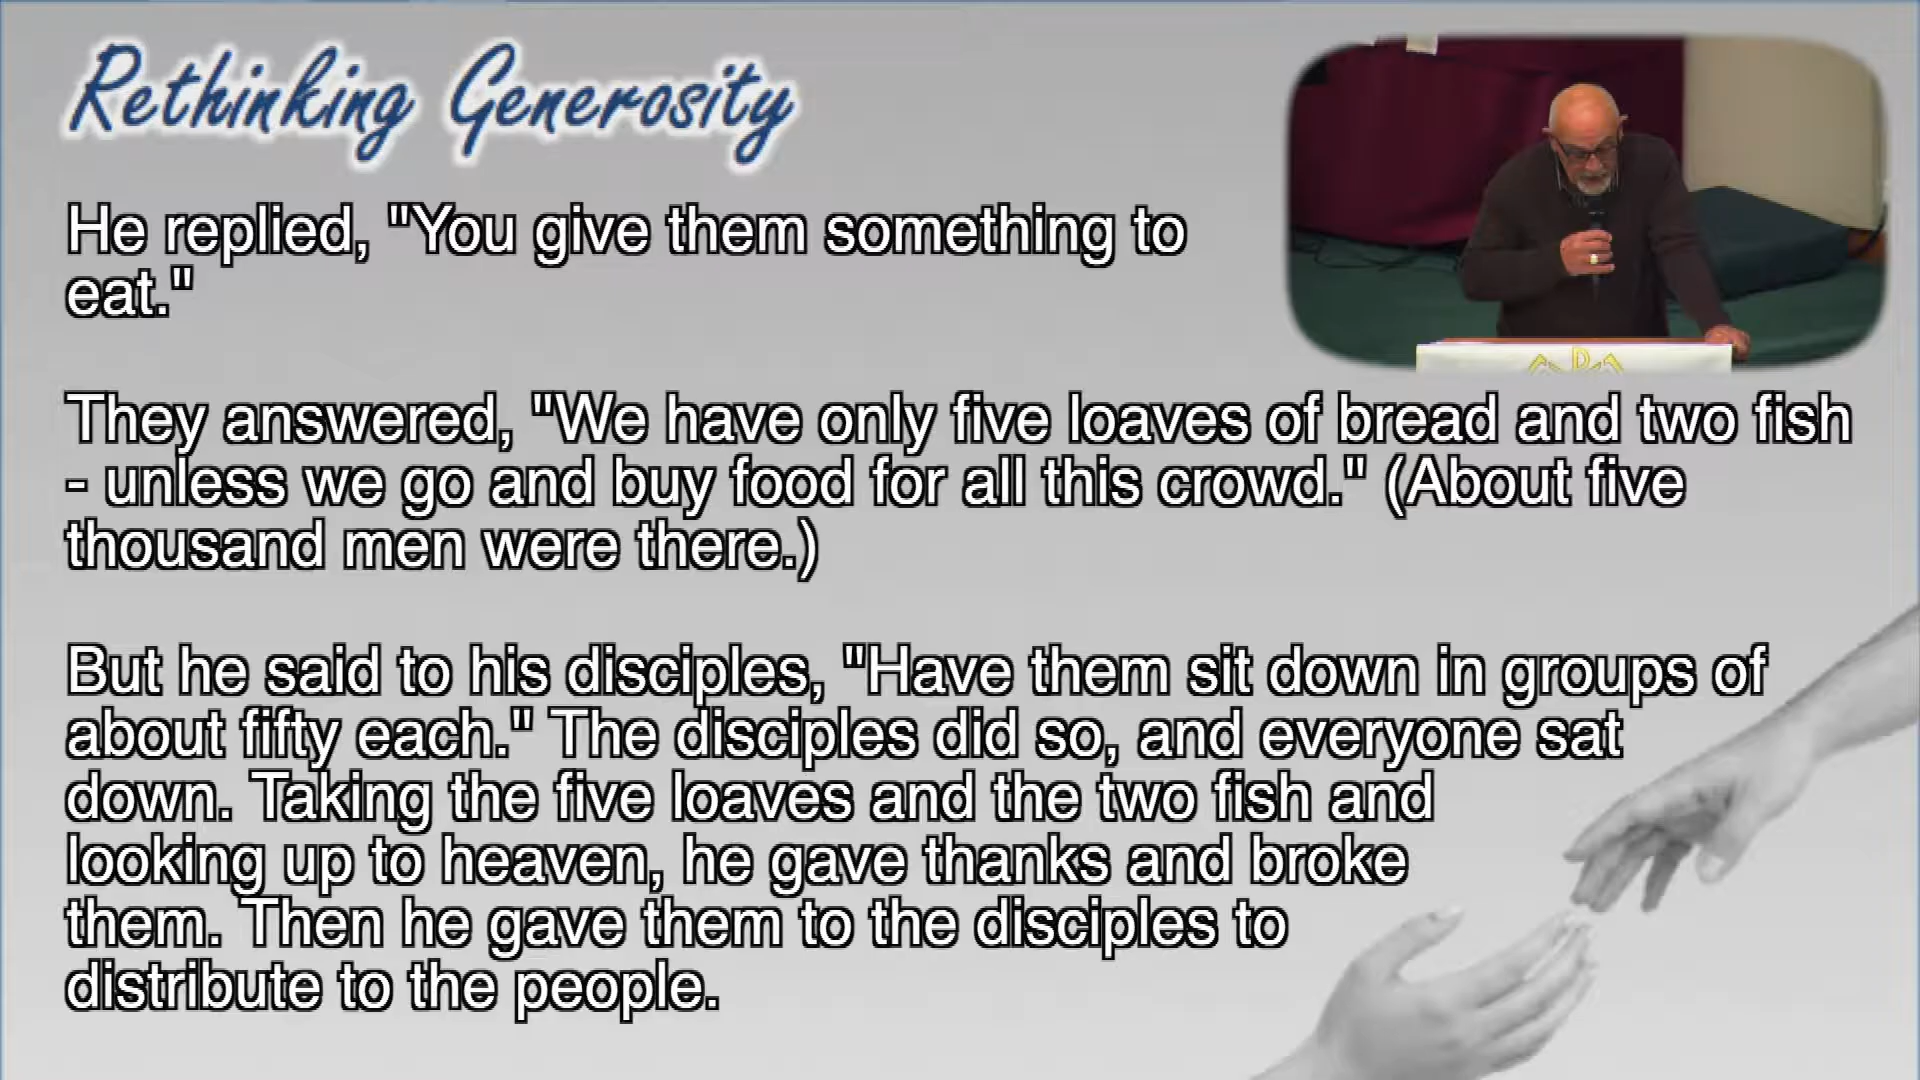 Rethinking Generosity
He replied, "You give them something to
eat."
They answered, "We have only five loaves of bread and two fish
- unless we go and buy food for all this crowd." (About five
thousand men were there.)
But he said to his disciples, "Have them sit down in groups of
about fifty each." The disciples did so, and everyone sat
down. Taking the five loaves and the two fish and
looking up to heaven, he gave thanks and broke
them. Then he gave them to the disciples to
distribute to the people.